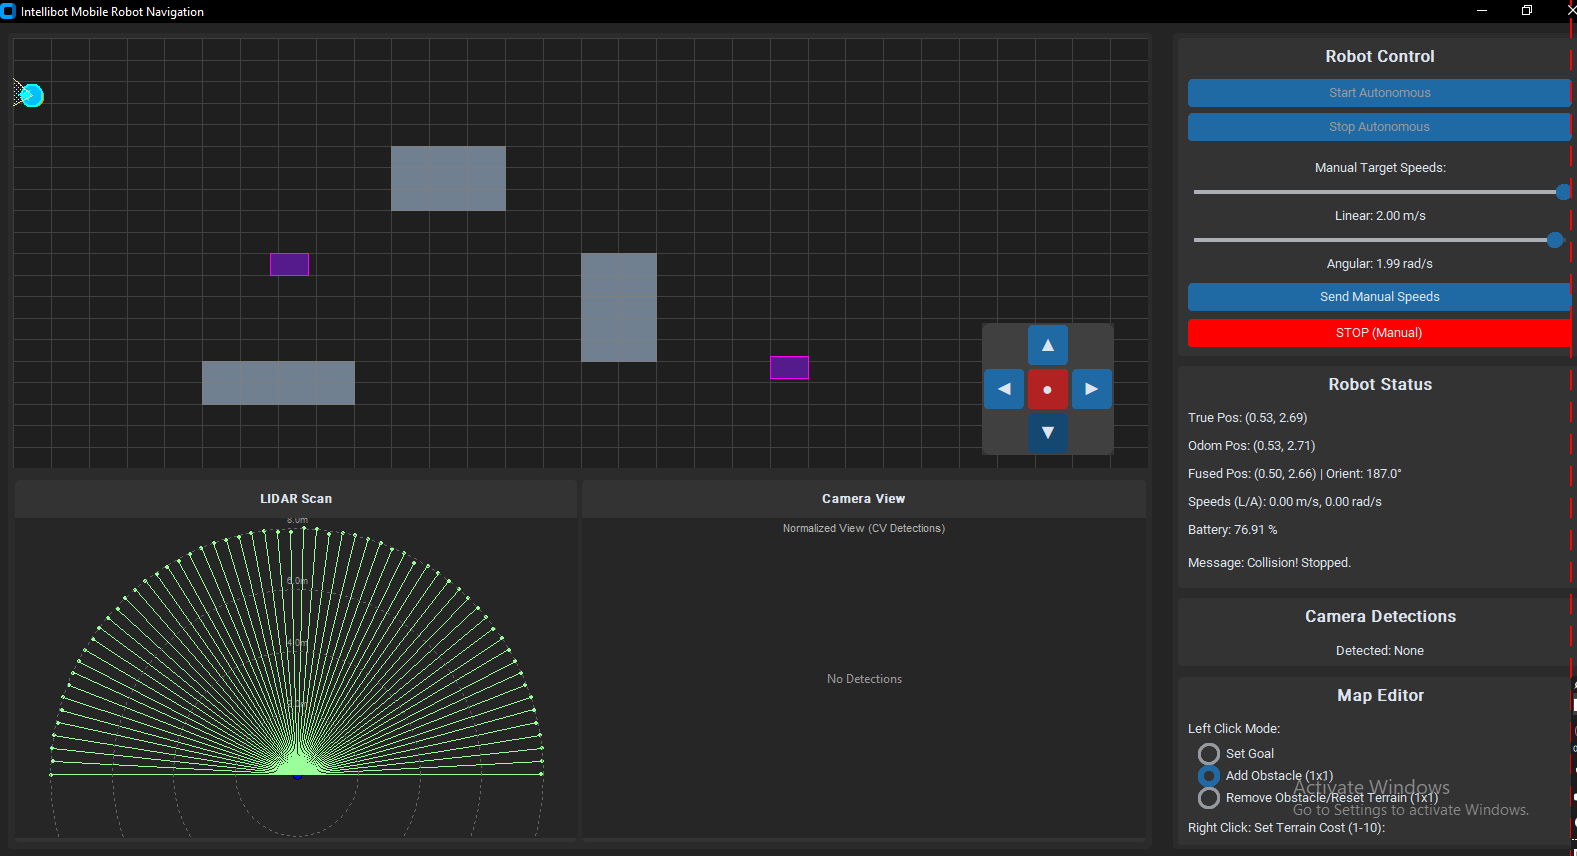 Intellibot Mobile Robot Navigation
Robot Control
Start Autonomous
Stop Autonomous
Manual Target Speeds:
Linear: 2.00 m/s
Angular: 1.99 rad/s
Send Manual Speeds
STOP (Manual)
Robot Status
True Pos: (0.53, 2.69)
Odom Pos: (0.53, 2.71)
Fused Pos: (0.50, 2.66) | Orient: 187.0°
Speeds (L/A): 0.00 m/s, 0.00 rad/s
Battery: 76.91 %
Message: Collision! Stopped.
LIDAR Scan
8.0m
6.0m
4.0m
2.0m
Camera View
Normalized View (CV Detections)
No Detections
Camera Detections
Detected: None
Map Editor
Left Click Mode:
Set Goal
Add Obstacle (1x1)
Remove Obstacle/Reset Terrain (1x1)
Right Click: Set Terrain Cost (1-10):
Activate Windows
Go to Settings to activate Windows.